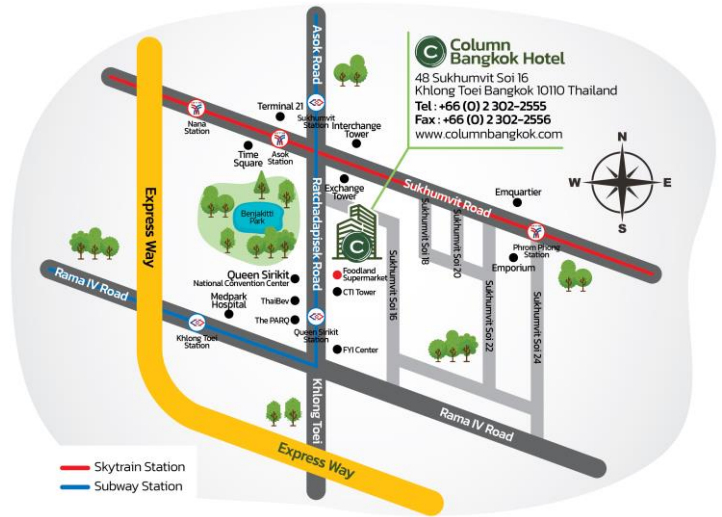 Column
Bangkok Hotel
48 Sukhumvit Soi 16
Khlong Toei Bangkok 10110 Thailand
Tel : +66 (0) 2 302-2555
Fax : +66 (0) 2 302-2556
www.columnbangkok.com
C
Asok Road
Nana
Station
Terminal 21
Sukhumvit
Station
Interchange
Tower
Time
Square
Asok
Station
Exchange
Tower
Sukhumvit Road
N
W
E
S
Emquartier
Phrom Phong
Station
Emporium
Express Way
Benjakitti
Park
Ratchadapisek Road
C
Sukhumvit Soi 16
Sukhumvit
Soi 18
Sukhumvit
Soi 20
Sukhumvit Soi 22
Sukhumvit Soi 24
Queen Sirikit
National Convention Center
Foodland
Supermarket
CTI Tower
Medpark
Hospital
ThaiBev
The PARQ
Queen Sirikit
Station
Rama IV Road
Khlong Toei
Station
FYI Center
Khlong Toei
Rama IV Road
Express Way
Skytrain Station
Subway Station